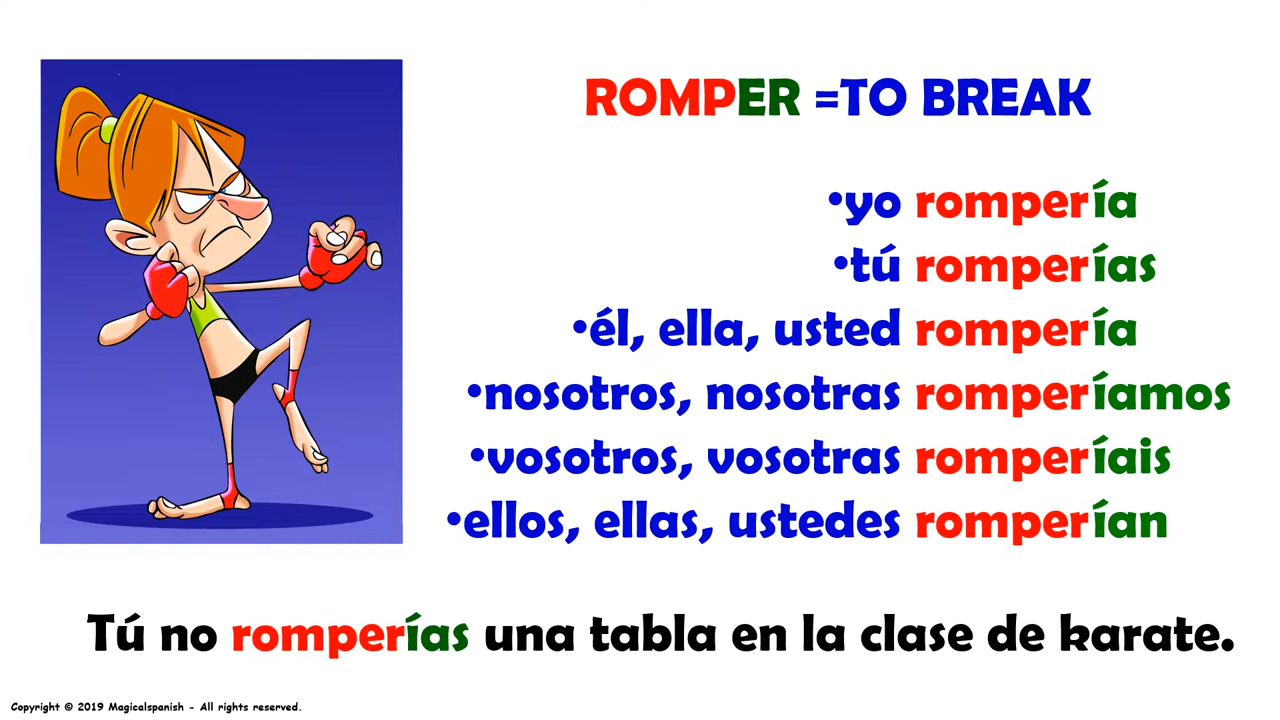 ROMPER =TO BREAK
•yo rompería
•tú romperías
•él, ella, usted rompería
•nosotros, nosotras romperíamos
•vosotros, vosotras romperíais
•ellos, ellas, ustedes romperían
Tú no romperías una tabla en la clase de karate.
Copyright © 2019 Magicalspanish - All rights reserved.